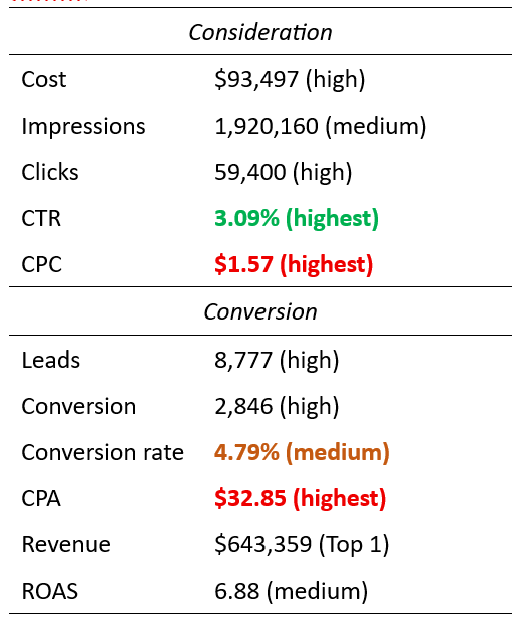 Consideration
Cost $93,497 (high)
Impressions 1,920,160 (medium)
Clicks 59,400 (high)
CTR 3.09% (highest)
CPC $1.57 (highest)
Conversion
Leads 8,777 (high)
Conversion 2,846 (high)
Conversion rate 4.79% (medium)
CPA $32.85 (highest)
Revenue $643,359 (Top 1)
ROAS 6.88 (medium)